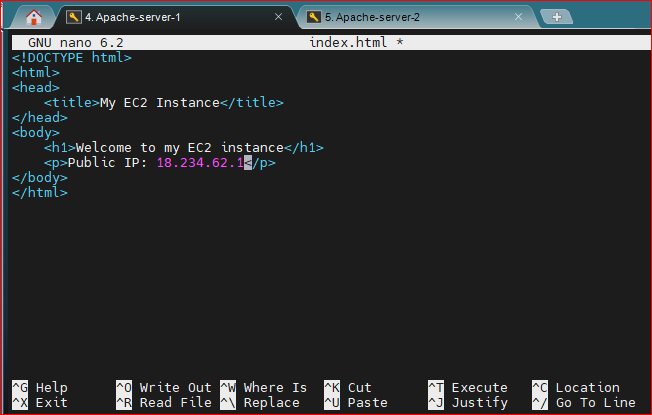 4. Apache-server-1
5. Apache-server-2
GNU nano 6.2 index.html *
<!DOCTYPE html>
<html>
<head>
    <title>My EC2 Instance</title>
</head>
<body>
    <h1>Welcome to my EC2 instance</h1>
    <p>Public IP: 18.234.62.1</p>
</body>
</html>
^G Help ^O Write Out ^W Where Is ^K Cut ^T Execute ^C Location
^X Exit ^R Read File ^\ Replace ^U Paste ^J Justify ^/ Go To Line